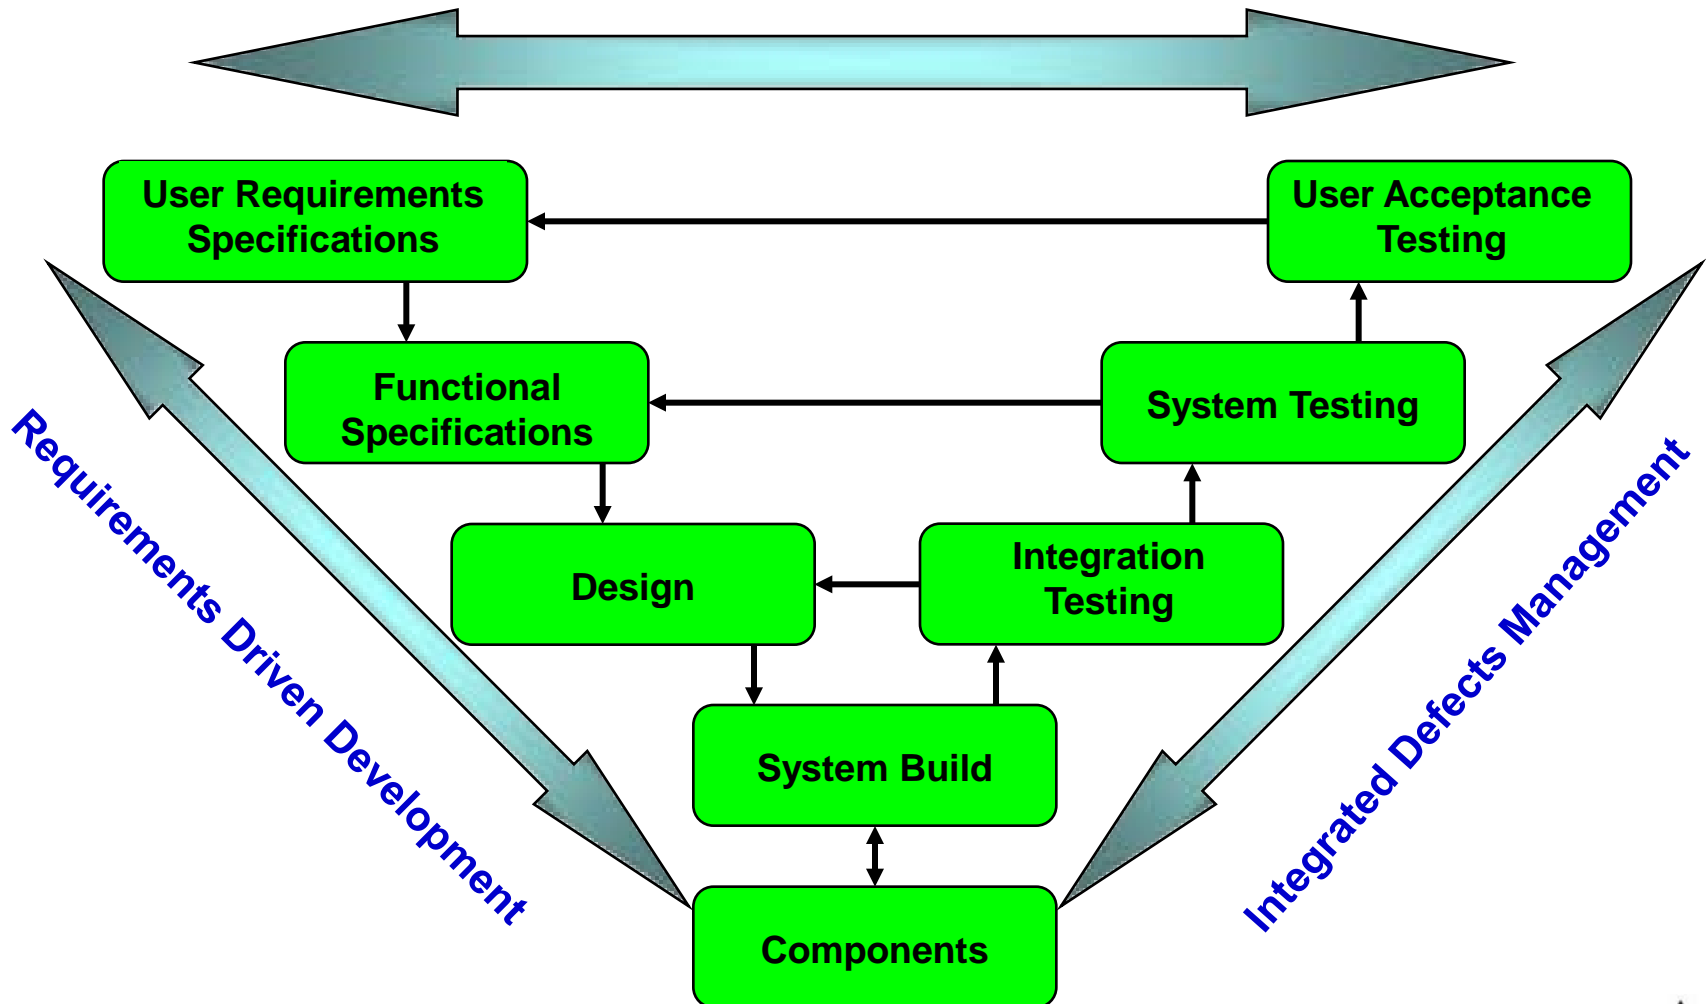 User Requirements
Specifications
User Acceptance
Testing
Functional
Specifications
System Testing
Design
Integration
Testing
System Build
Components
Requirements Driven Development
Integrated Defects Management